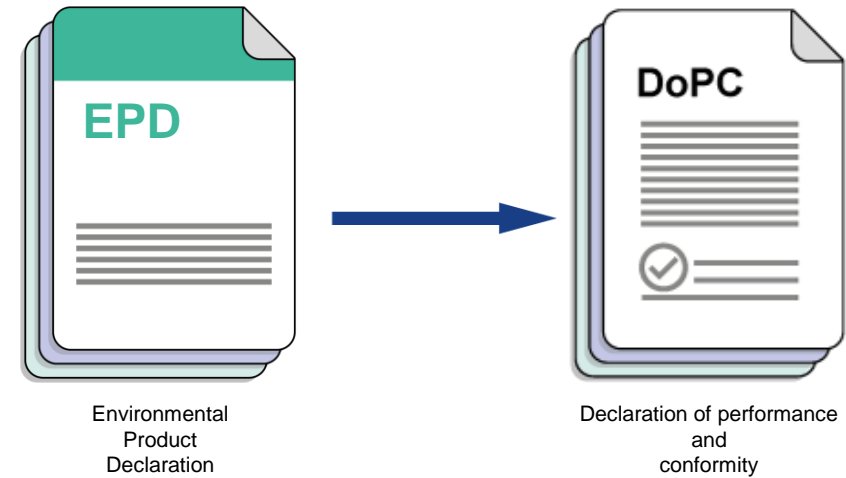 EPD
Environmental
Product
Declaration
DoPC
Declaration of performance
and
conformity